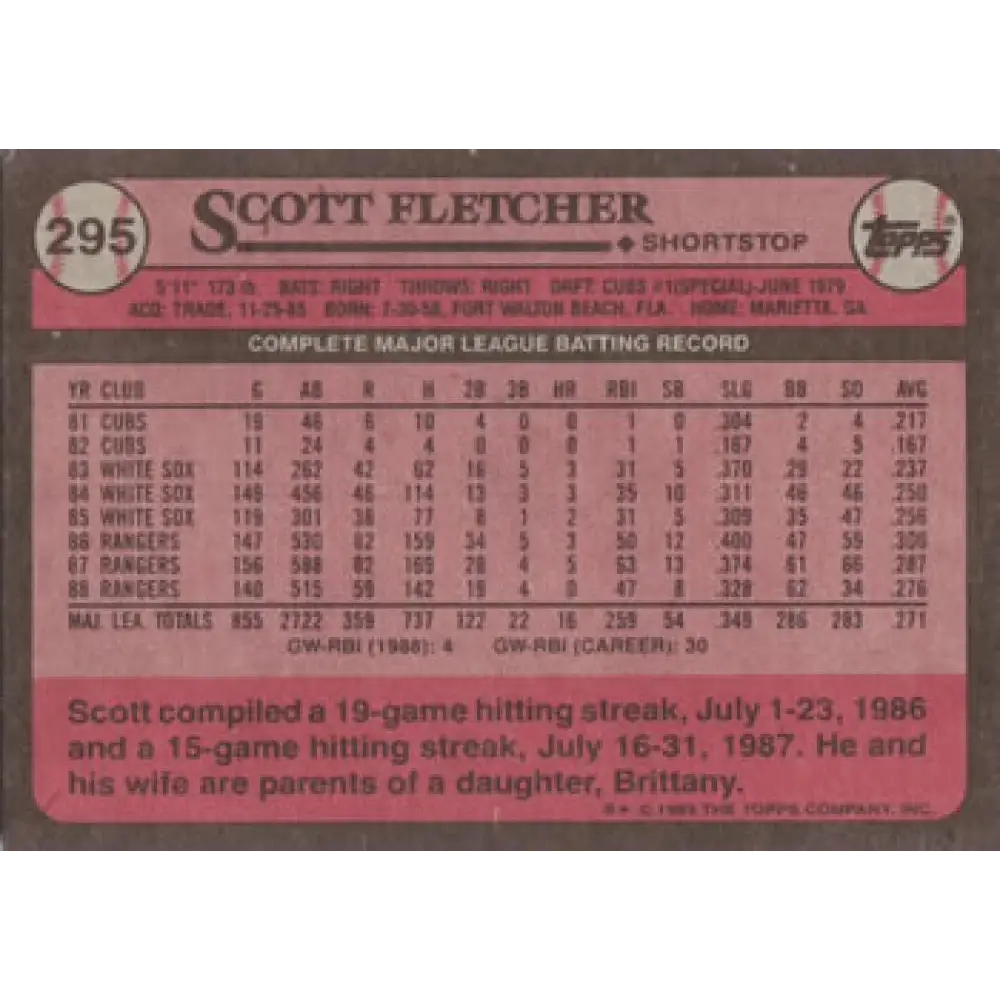 295
SCOTT FLETCHER
◆ SHORTSTOP
TOPPS®
5'11" 173 lb. BATS: RIGHT THROWS: RIGHT DRAFT: CUBS #1(SPECIAL)-JUNE 1979
ACQ: TRADE, 11-25-85 BORN: 7-30-58, FORT WALTON BEACH, FLA. HOME: MARIETTA, GA.
COMPLETE MAJOR LEAGUE BATTING RECORD
YR CLUB G AB R H 2B 3B HR RBI SB SLG BB SO AVG
81 CUBS 19 46 6 10 4 0 0 1 0 .304 2 4 .217
82 CUBS 11 24 4 4 0 0 0 1 1 .167 4 5 .167
83 WHITE SOX 114 262 42 62 16 5 3 31 5 .370 29 22 .237
84 WHITE SOX 149 456 46 114 13 3 3 35 10 .311 46 46 .250
85 WHITE SOX 119 301 38 77 8 1 2 31 5 .309 35 47 .256
86 RANGERS 147 530 82 159 34 5 3 50 12 .400 47 59 .300
87 RANGERS 156 588 82 169 28 4 5 63 13 .374 61 66 .287
88 RANGERS 140 515 59 142 19 4 0 47 8 .328 62 34 .276
MAJ. LEA. TOTALS 855 2722 359 737 122 22 16 259 54 .349 286 283 .271
GW-RBI (1988): 4 GW-RBI (CAREER): 30
Scott compiled a 19-game hitting streak, July 1-23, 1986
and a 15-game hitting streak, July 16-31, 1987. He and
his wife are parents of a daughter, Brittany.
© 1989 THE TOPPS COMPANY, INC.